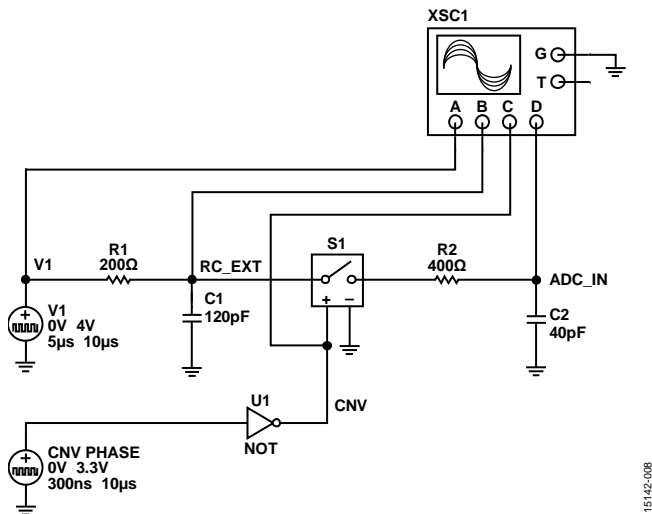 XSC1
G
T
A B C D
V1
R1
200Ω
RC_EXT
S1
R2
400Ω
ADC_IN
+ −
C1
120pF
C2
40pF
V1
0V 4V
5µs 10µs
U1
NOT
CNV
CNV PHASE
0V 3.3V
300ns 10µs
15142-008